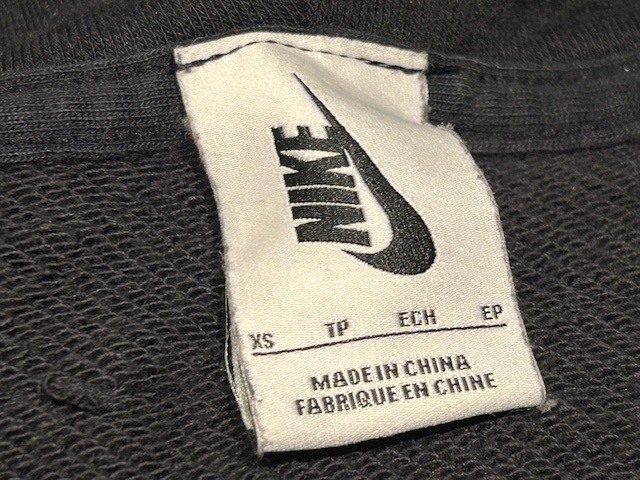 NIKE
XS TP ECH EP
MADE IN CHINA
FABRIQUE EN CHINE